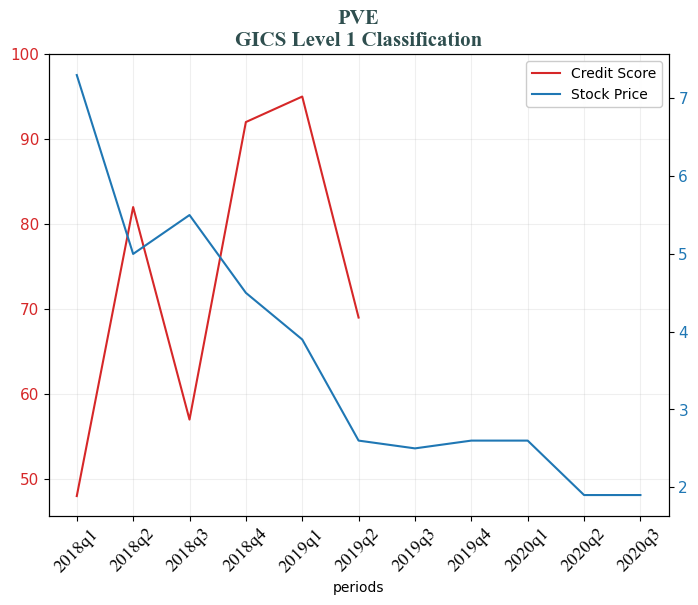 PVE
GICS Level 1 Classification
100
90
80
70
60
50
Credit Score
Stock Price
7
6
5
4
3
2
2018q1
2018q2
2018q3
2018q4
2019q1
2019q2
2019q3
2019q4
2020q1
2020q2
2020q3
periods